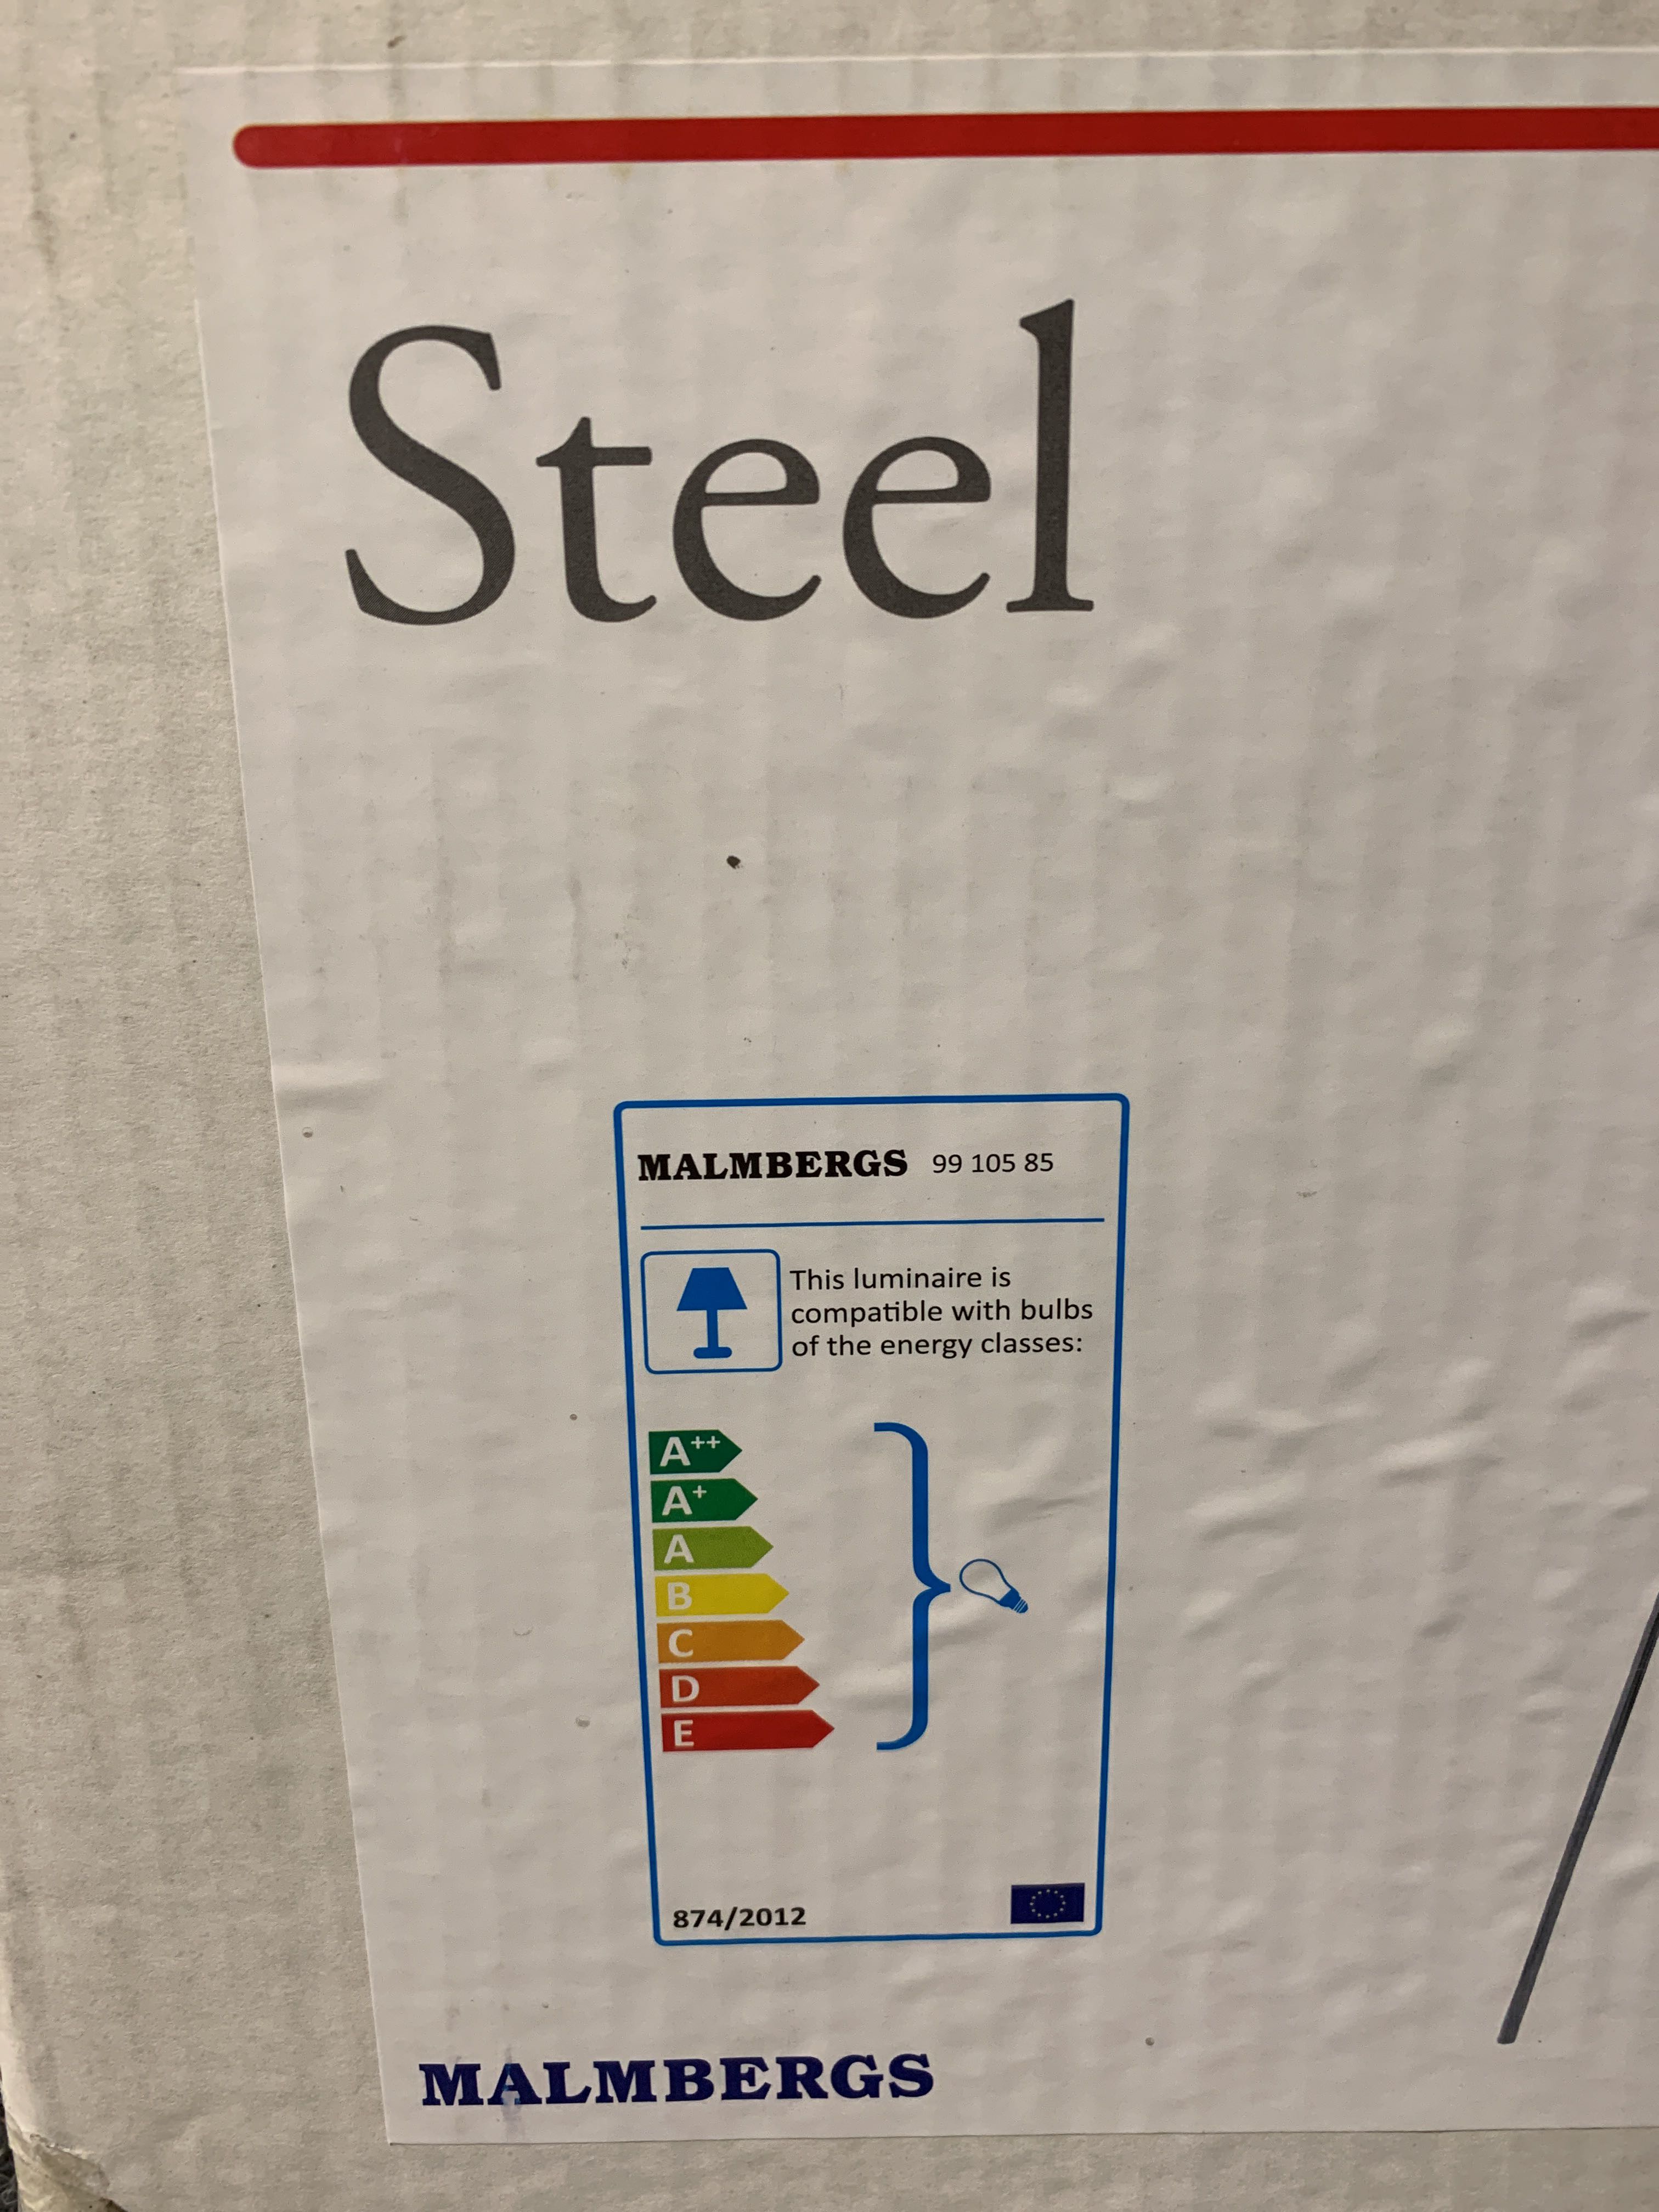 Steel
MALMBERGS 99 105 85
This luminaire is
compatible with bulbs
of the energy classes:
A++
A+
A
B
C
D
E
874/2012
MALMBERGS